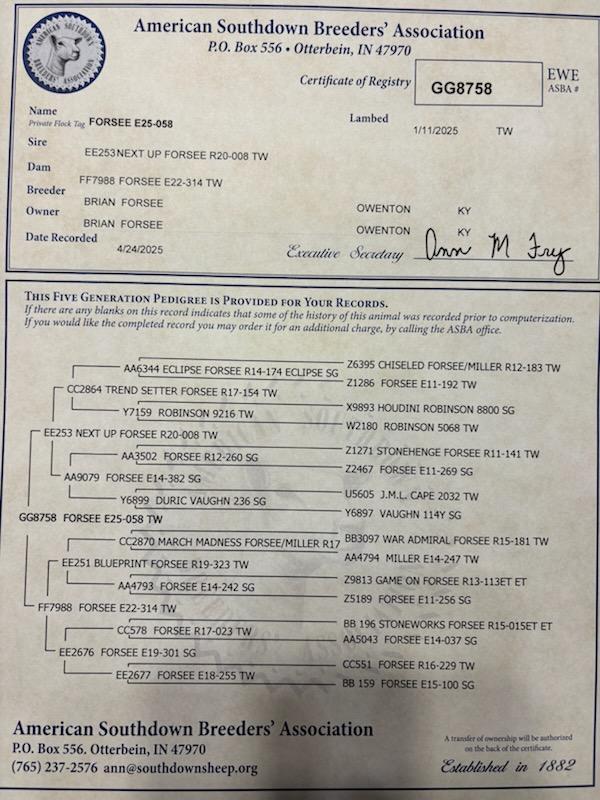 AMERICAN SOUTHDOWN BREEDERS' ASSOCIATION
American Southdown Breeders' Association
P.O. Box 556 • Otterbein, IN 47970
Certificate of Registry GG8758 EWE
ASBA #
Name
Private Flock Tag FORSEE E25-058 Lambed 1/11/2025 TW
Sire EE253 NEXT UP FORSEE R20-008 TW
Dam FF7988 FORSEE E22-314 TW
Breeder BRIAN FORSEE OWENTON KY
Owner BRIAN FORSEE OWENTON KY
Date Recorded 4/24/2025 Executive Secretary Ann M Fry
THIS FIVE GENERATION PEDIGREE IS PROVIDED FOR YOUR RECORDS.
If there are any blanks on this record indicates that some of the history of this animal was recorded prior to computerization.
If you would like the completed record you may order it for an additional charge, by calling the ASBA office.
Z6395 CHISELED FORSEE/MILLER R12-183 TW
AA6344 ECLIPSE FORSEE R14-174 ECLIPSE SG
Z1286 FORSEE E11-192 TW
CC2864 TREND SETTER FORSEE R17-154 TW
X9893 HOUDINI ROBINSON 8800 SG
Y7159 ROBINSON 9216 TW
W2180 ROBINSON 5068 TW
EE253 NEXT UP FORSEE R20-008 TW
Z1271 STONEHENGE FORSEE R11-141 TW
AA3502 FORSEE R12-260 SG
Z2467 FORSEE E11-269 SG
AA9079 FORSEE E14-382 SG
U5605 J.M.L. CAPE 2032 TW
Y6899 DURIC VAUGHN 236 SG
Y6897 VAUGHN 114Y SG
GG8758 FORSEE E25-058 TW
BB3097 WAR ADMIRAL FORSEE R15-181 TW
CC2870 MARCH MADNESS FORSEE/MILLER R17
AA4794 MILLER E14-247 TW
EE251 BLUEPRINT FORSEE R19-323 TW
Z9813 GAME ON FORSEE R13-113ET ET
AA4793 FORSEE E14-242 SG
Z5189 FORSEE E11-256 SG
FF7988 FORSEE E22-314 TW
BB 196 STONEWORKS FORSEE R15-015ET ET
CC578 FORSEE R17-023 TW
AA5043 FORSEE E14-037 SG
EE2676 FORSEE E19-301 SG
CC551 FORSEE R16-229 TW
EE2677 FORSEE E18-255 TW
BB 159 FORSEE E15-100 SG
American Southdown Breeders' Association
P.O. Box 556. Otterbein, IN 47970
(765) 237-2576 ann@southdownsheep.org
A transfer of ownership will be authorized
on the back of the certificate.
Established in 1882